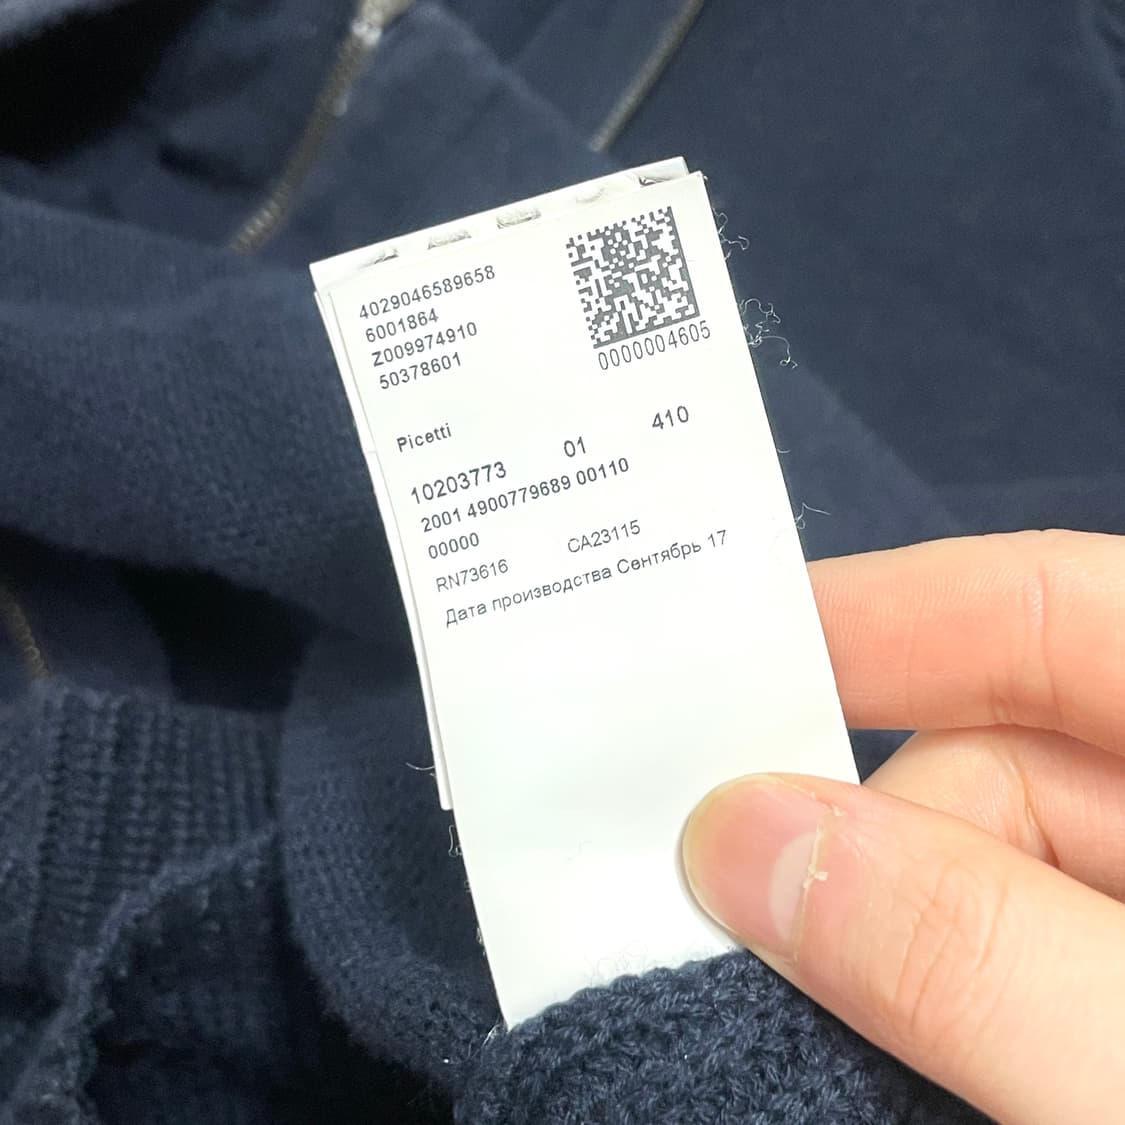 4029046589658
6001864
Z009974910
50378601
0000004605
Picetti
10203773 01 410
2001 4900779689 00110
00000
RN73616 CA23115
Дата производства Сентябрь 17